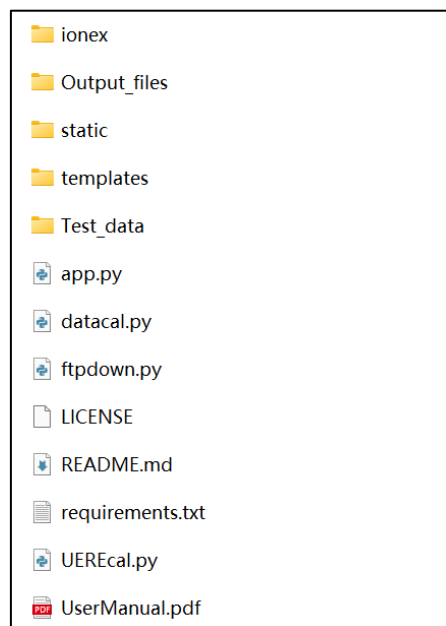 ionex
Output_files
static
templates
Test_data
app.py
datacal.py
ftpdown.py
LICENSE
README.md
requirements.txt
UEREcal.py
PDF UserManual.pdf